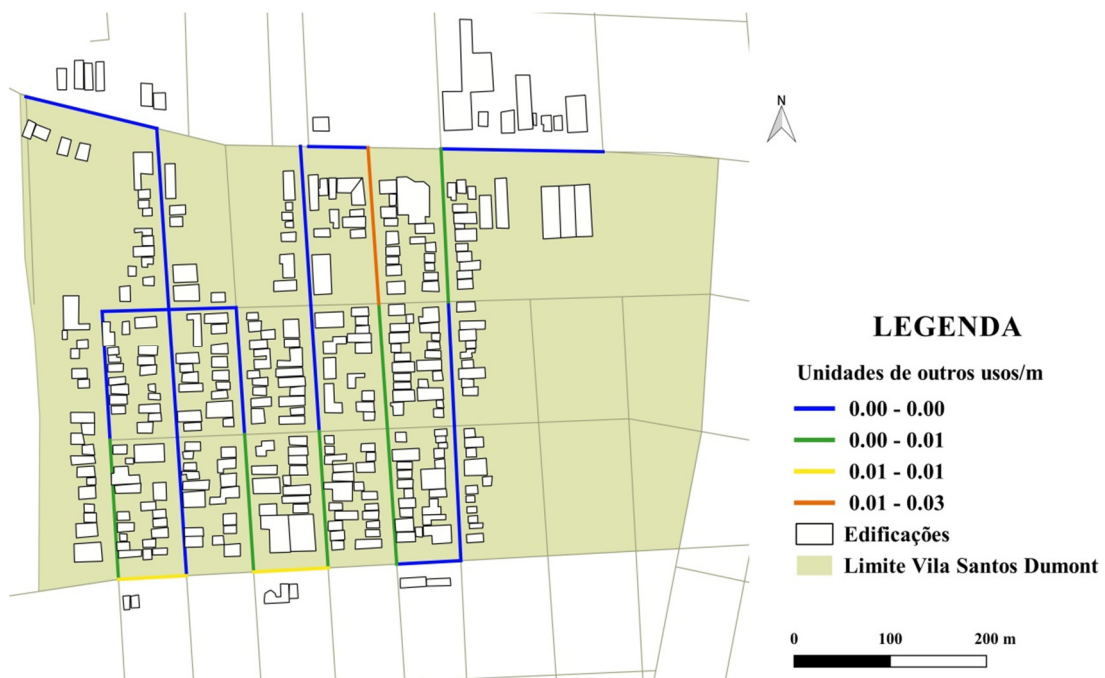 N
LEGENDA
Unidades de outros usos/m
0.00 - 0.00
0.00 - 0.01
0.01 - 0.01
0.01 - 0.03
Edificações
Limite Vila Santos Dumont
0 100 200 m